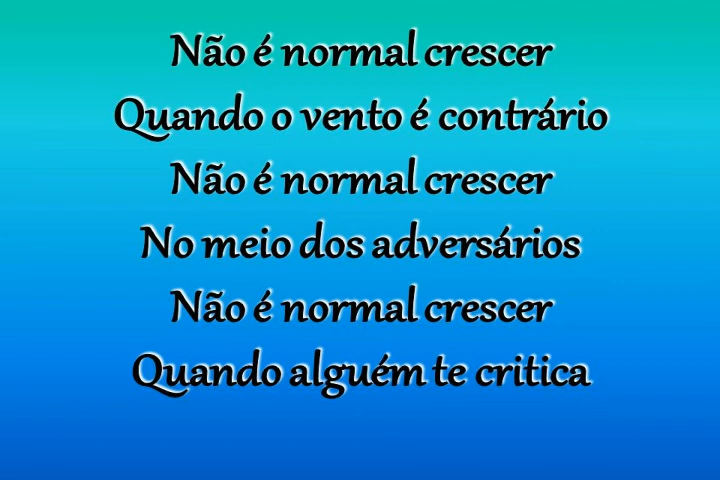 Não é normal crescer
Quando o vento é contrário
Não é normal crescer
No meio dos adversários
Não é normal crescer
Quando alguém te critica